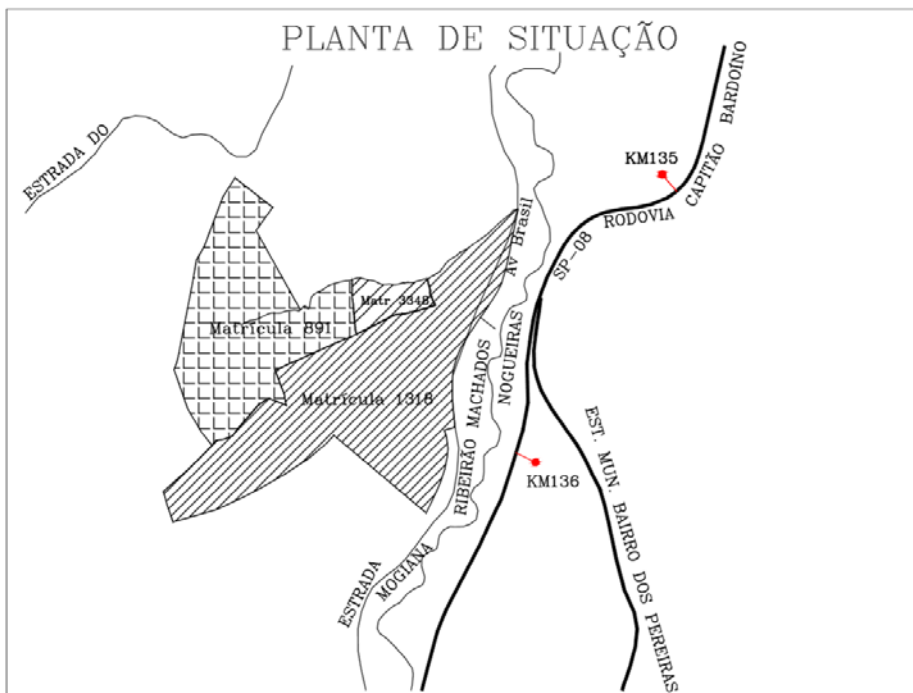 PLANTA DE SITUAÇÃO
ESTRADA DO
KM135
CAPITÃO BARDOÍNO
RODOVIA
SP-08
Av Brasil
Matr 3348
Matrícula 891
Matrícula 1318
RIBEIRÃO MACHADOS
NOGUEIRAS
KM136
EST. MUN. BAIRRO DOS PEREIRAS
ESTRADA
MOGIANA